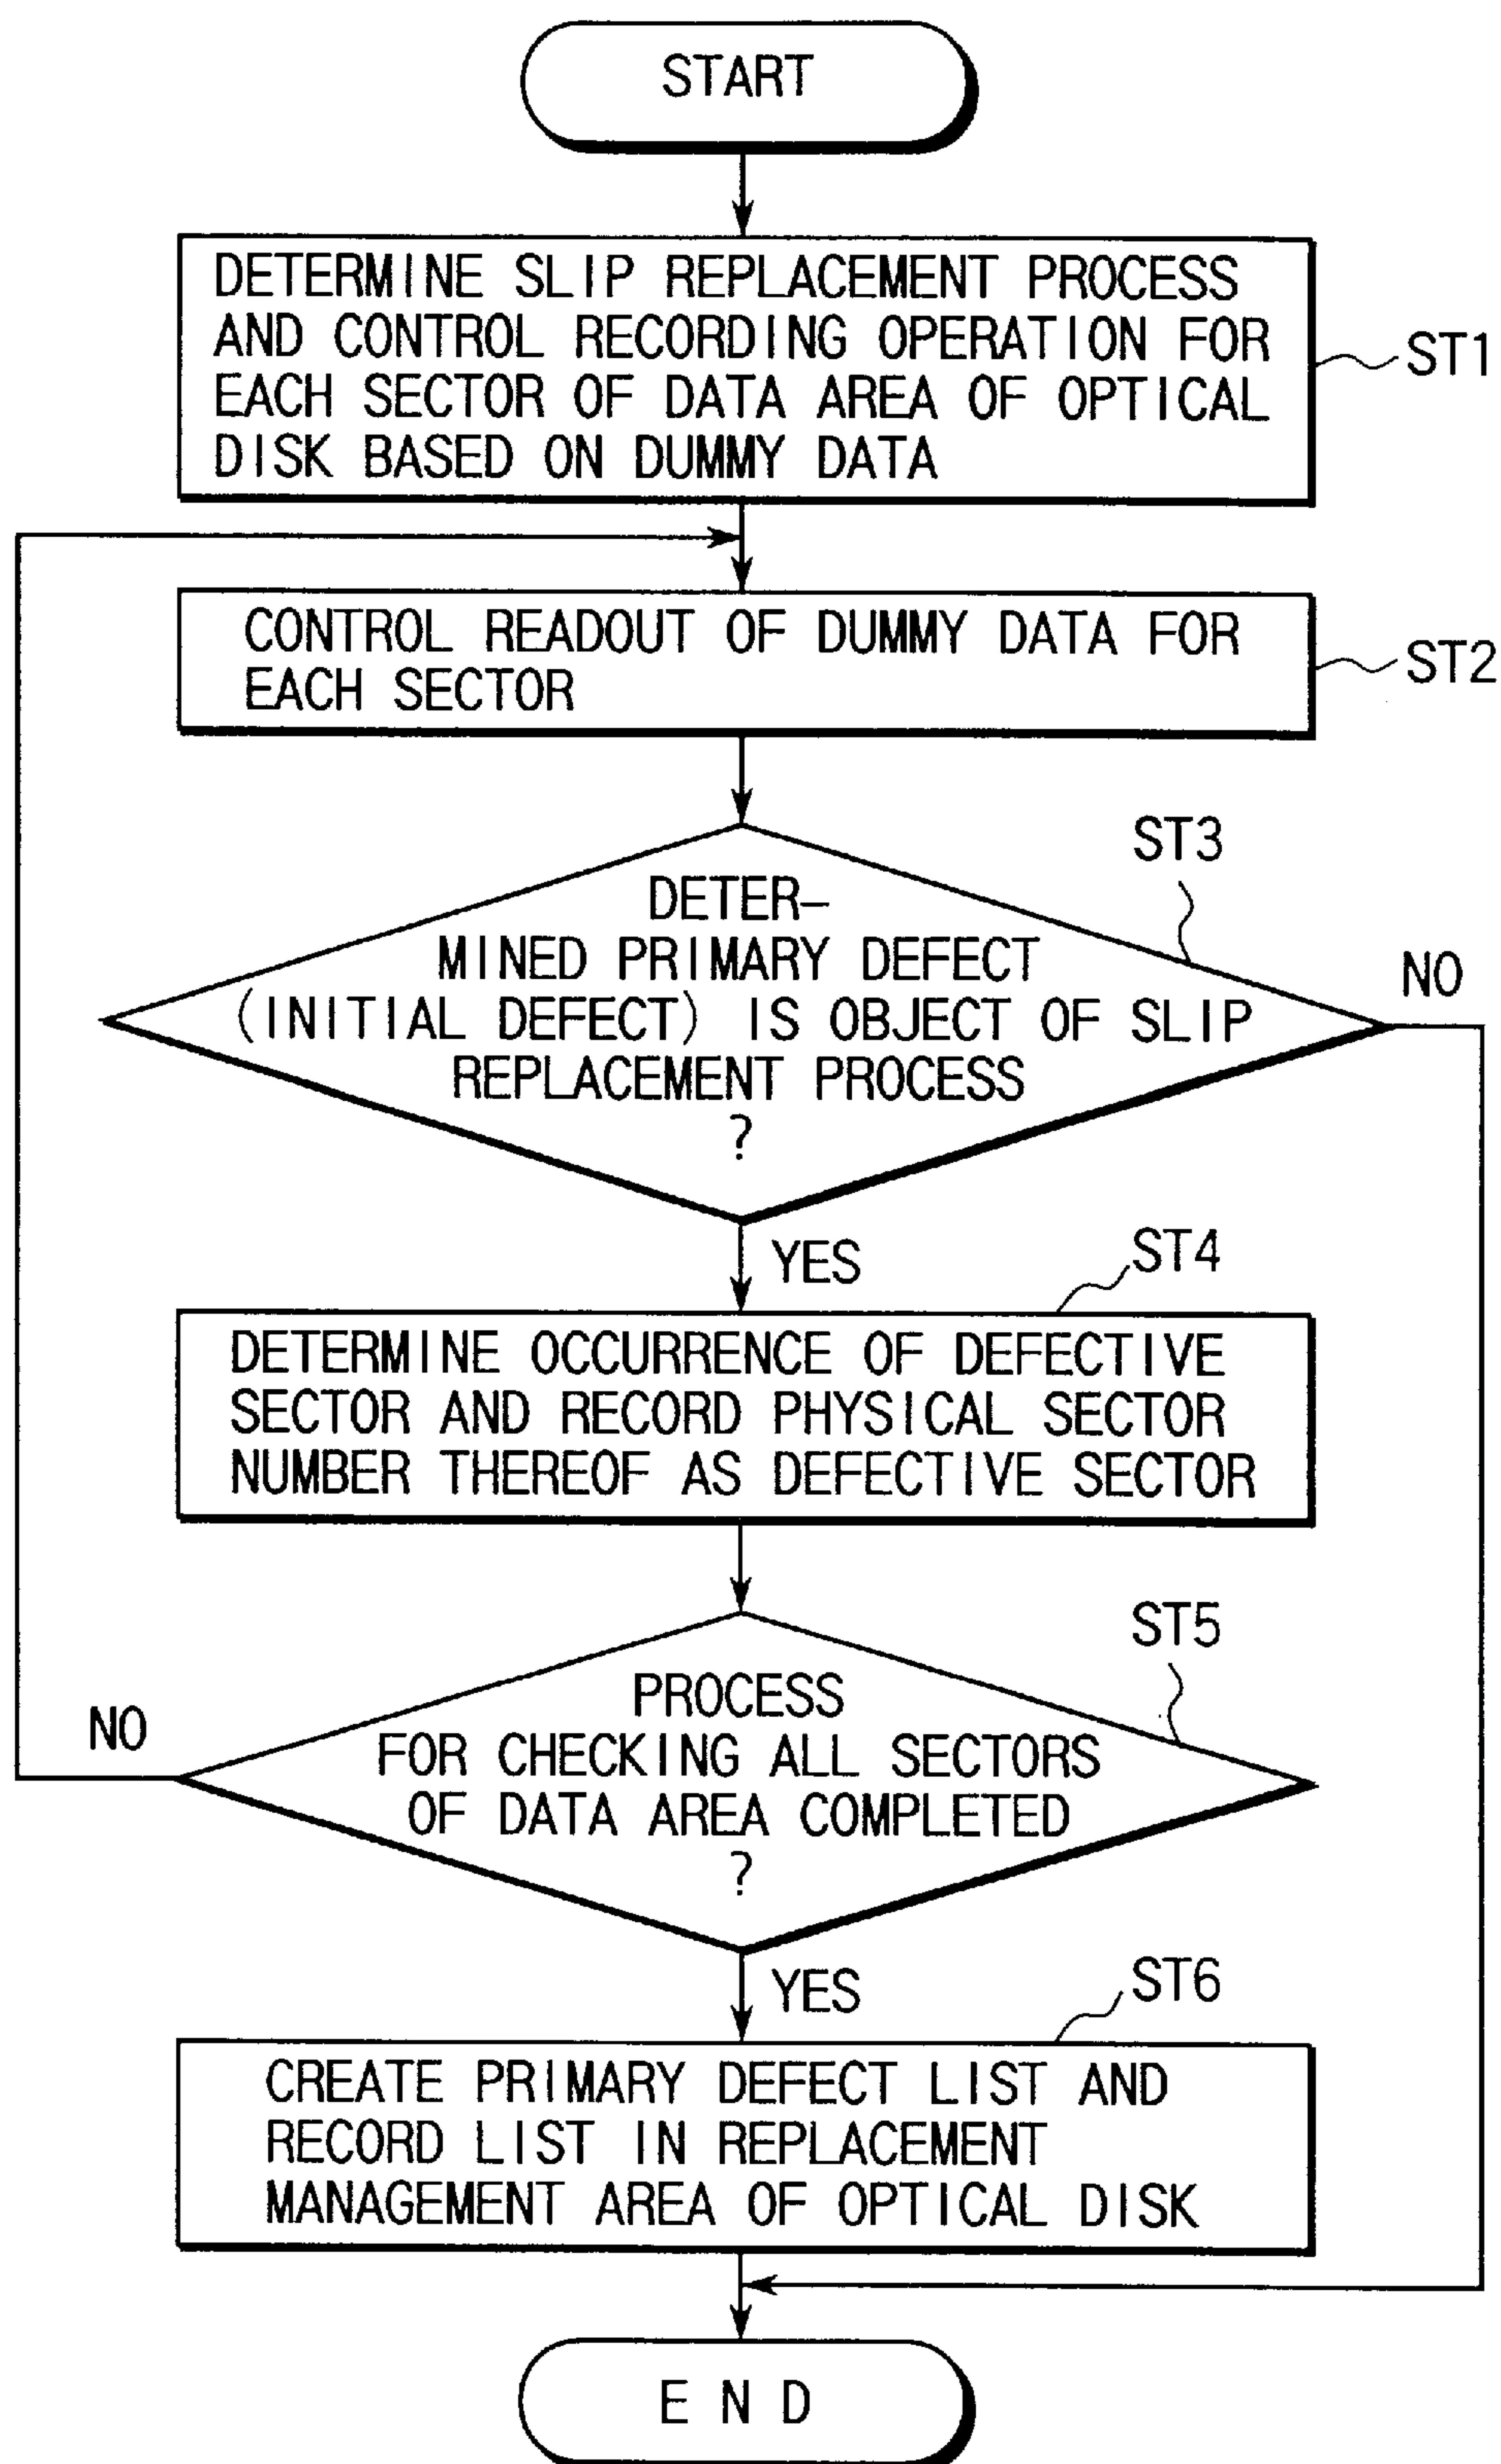 START
DETERMINE SLIP REPLACEMENT PROCESS
AND CONTROL RECORDING OPERATION FOR
EACH SECTOR OF DATA AREA OF OPTICAL
DISK BASED ON DUMMY DATA
ST1
CONTROL READOUT OF DUMMY DATA FOR
EACH SECTOR
ST2
ST3
DETER-
MINED PRIMARY DEFECT
(INITIAL DEFECT) IS OBJECT OF SLIP
REPLACEMENT PROCESS
?
NO
YES
ST4
DETERMINE OCCURRENCE OF DEFECTIVE
SECTOR AND RECORD PHYSICAL SECTOR
NUMBER THEREOF AS DEFECTIVE SECTOR
ST5
PROCESS
FOR CHECKING ALL SECTORS
OF DATA AREA COMPLETED
?
NO
YES
ST6
CREATE PRIMARY DEFECT LIST AND
RECORD LIST IN REPLACEMENT
MANAGEMENT AREA OF OPTICAL DISK
END